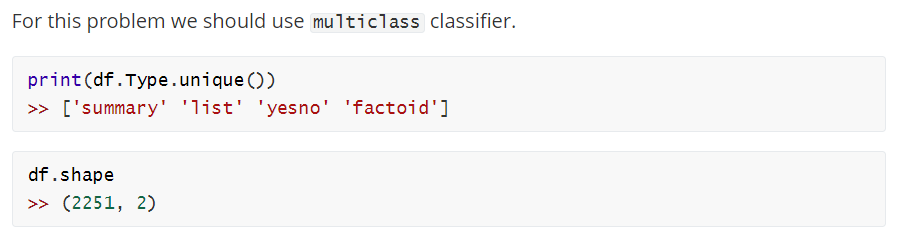 For this problem we should use multiclass classifier.
print(df.Type.unique())
>> ['summary' 'list' 'yesno' 'factoid']
df.shape
>> (2251, 2)